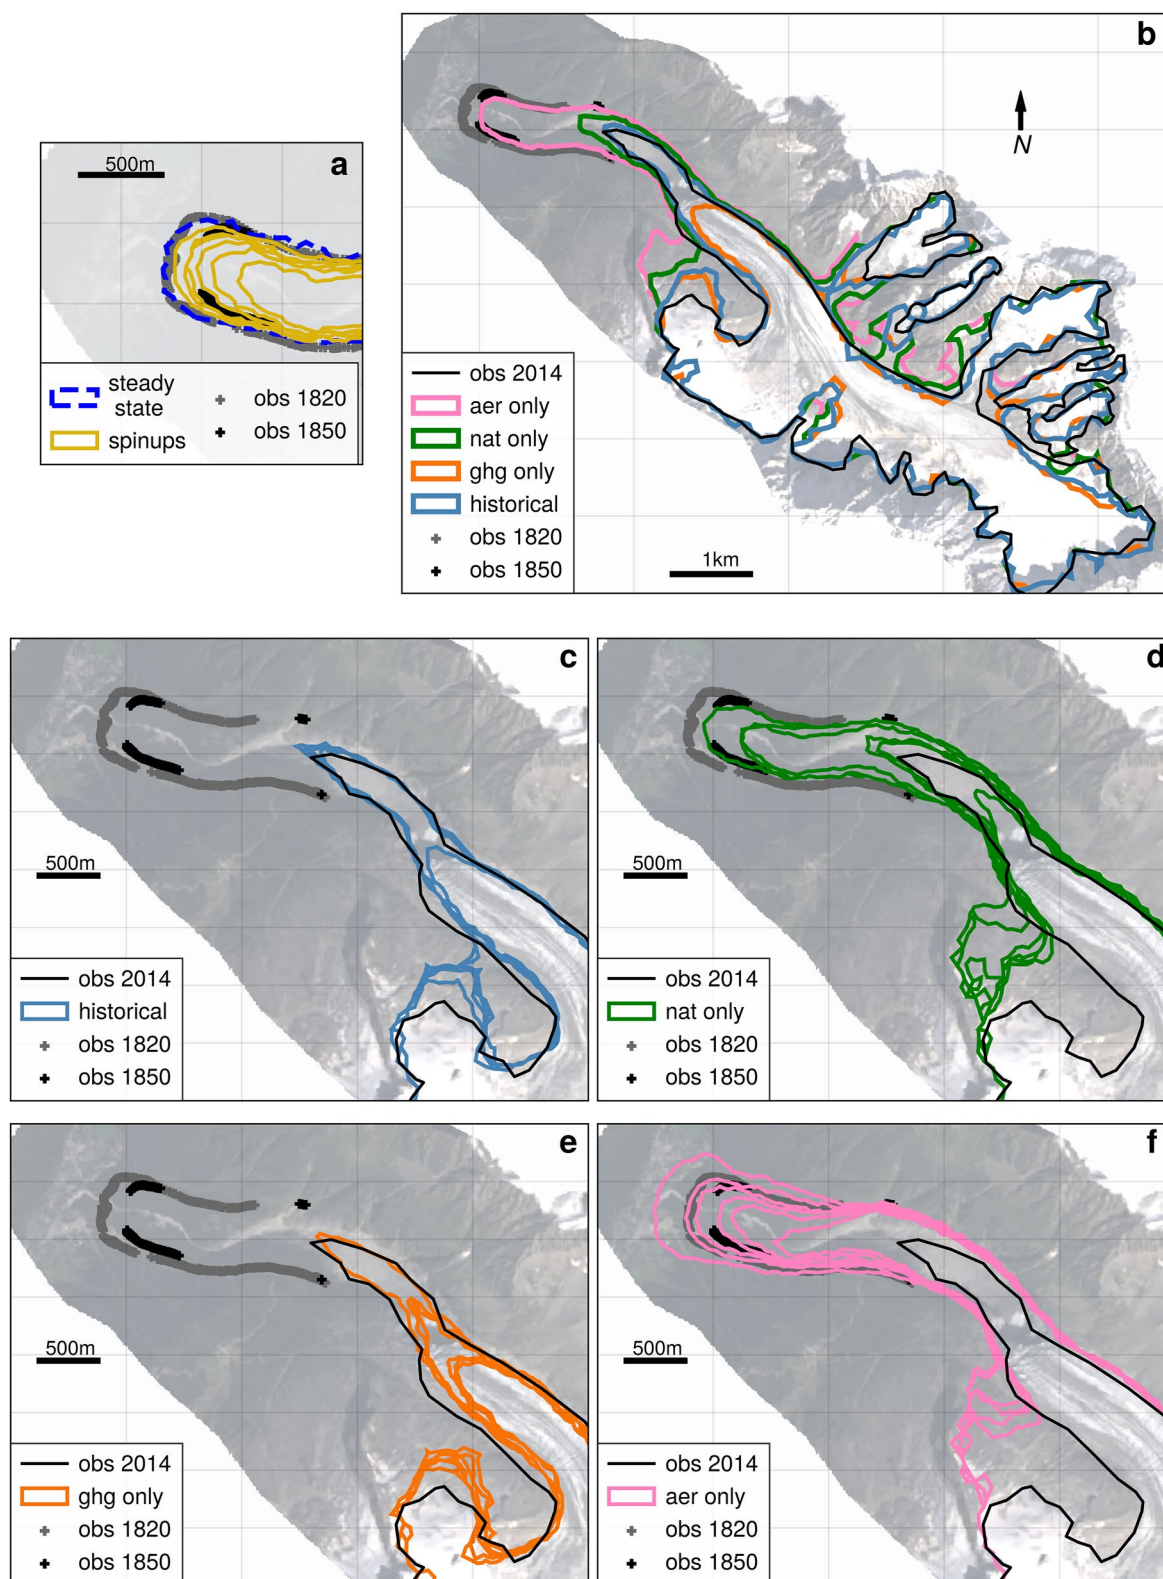 a
500m
steady
state
spinups
obs 1820
obs 1850
b
N
obs 2014
aer only
nat only
ghg only
historical
obs 1820
obs 1850
1km
c
500m
obs 2014
historical
obs 1820
obs 1850
d
500m
obs 2014
nat only
obs 1820
obs 1850
e
500m
obs 2014
ghg only
obs 1820
obs 1850
f
500m
obs 2014
aer only
obs 1820
obs 1850